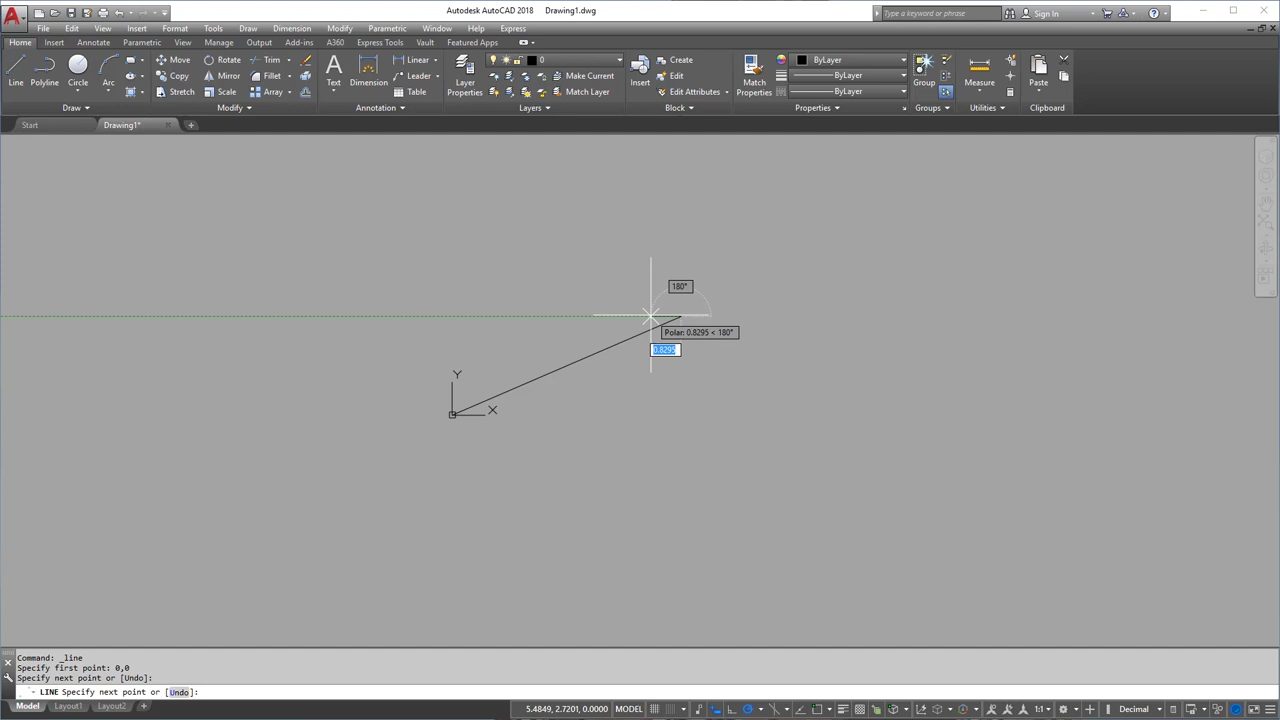 Autodesk AutoCAD 2018 Drawing1.dwg
Type a keyword or phrase
Sign In
File Edit View Insert Format Tools Draw Dimension Modify Parametric Window Help Express
Home Insert Annotate Parametric View Manage Output Add-ins A360 Express Tools Vault Featured Apps
Line Polyline Circle Arc
Move Rotate Trim
Copy Mirror Fillet
Stretch Scale Array
Text Dimension
Linear
Leader
Table
Layer Properties
0
Make Current
Match Layer
Insert
Create
Edit
Edit Attributes
Match Properties
ByLayer
ByLayer
ByLayer
Group
Measure
Paste
Draw Modify Annotation Layers Block Properties Groups Utilities Clipboard
Start Drawing1*
180°
Polar: 0.8295 < 180°
0.8295
Y
X
Command: _line
Specify first point: 0,0
Specify next point or [Undo]:
LINE Specify next point or [Undo]:
Model Layout1 Layout2 +
5.4849, 2.7201, 0.0000 MODEL
1:1
Decimal